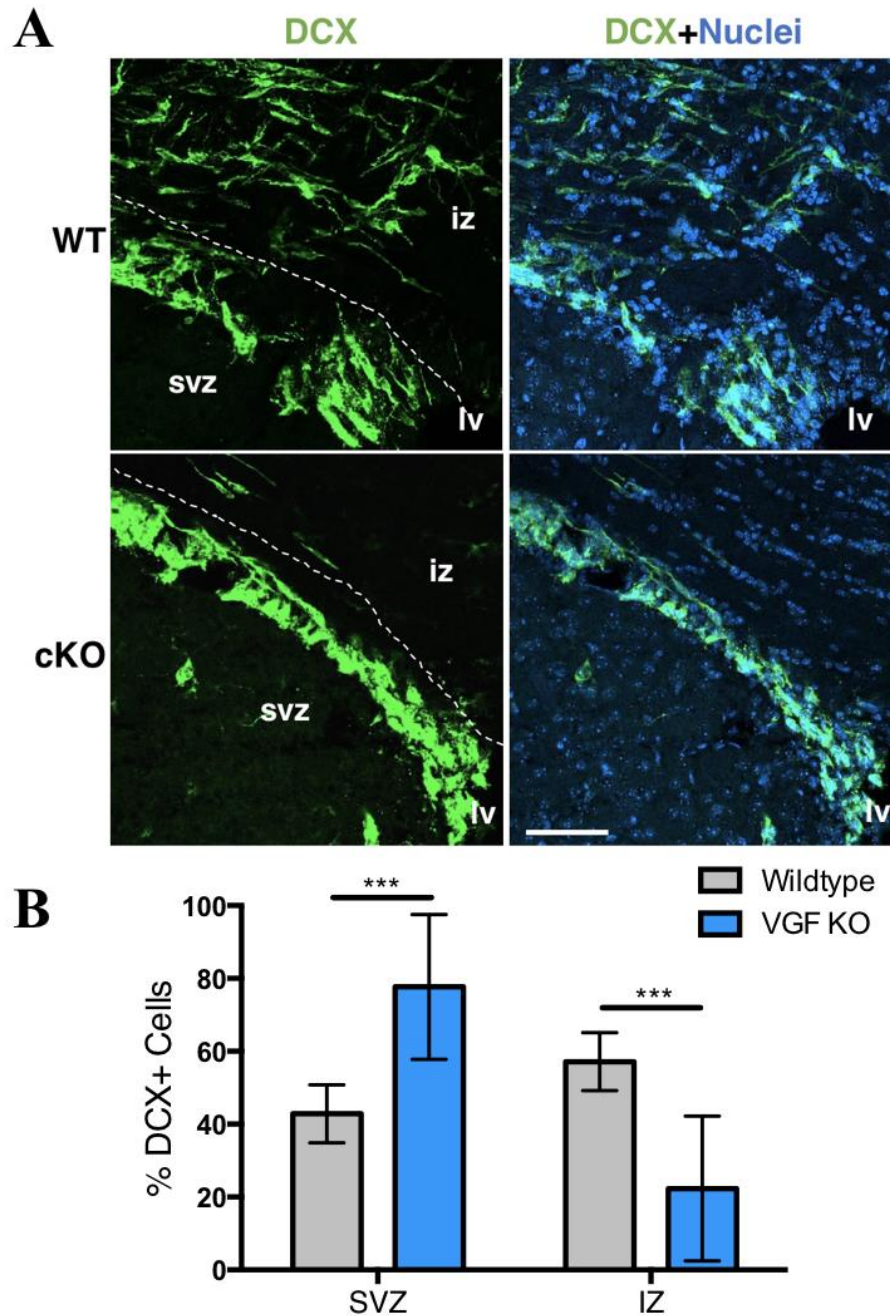 A
DCX
DCX+Nuclei
WT
iz
svz
lv
lv
cKO
iz
svz
lv
lv
B
Wildtype
VGF KO
***
***
% DCX+ Cells
100
80
60
40
20
0
SVZ
IZ